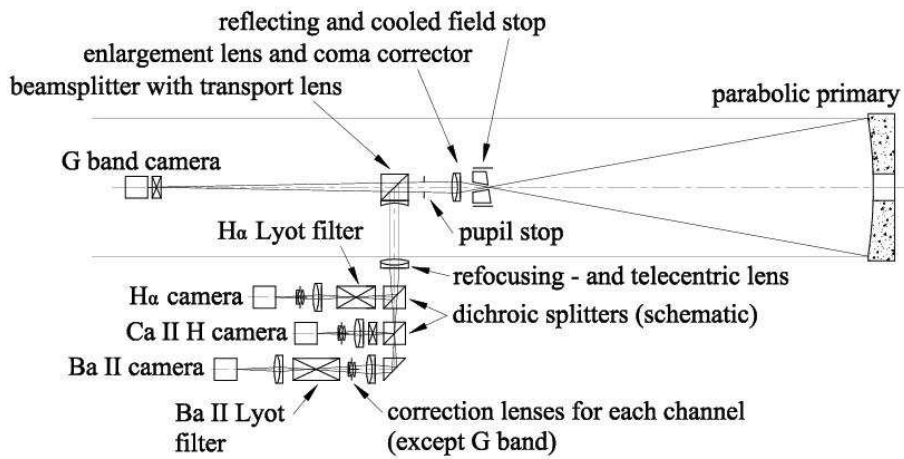 reflecting and cooled field stop
enlargement lens and coma corrector
beamsplitter with transport lens
parabolic primary
G band camera
pupil stop
Hα Lyot filter
refocusing - and telecentric lens
Hα camera
dichroic splitters (schematic)
Ca II H camera
Ba II camera
Ba II Lyot
filter
correction lenses for each channel
(except G band)